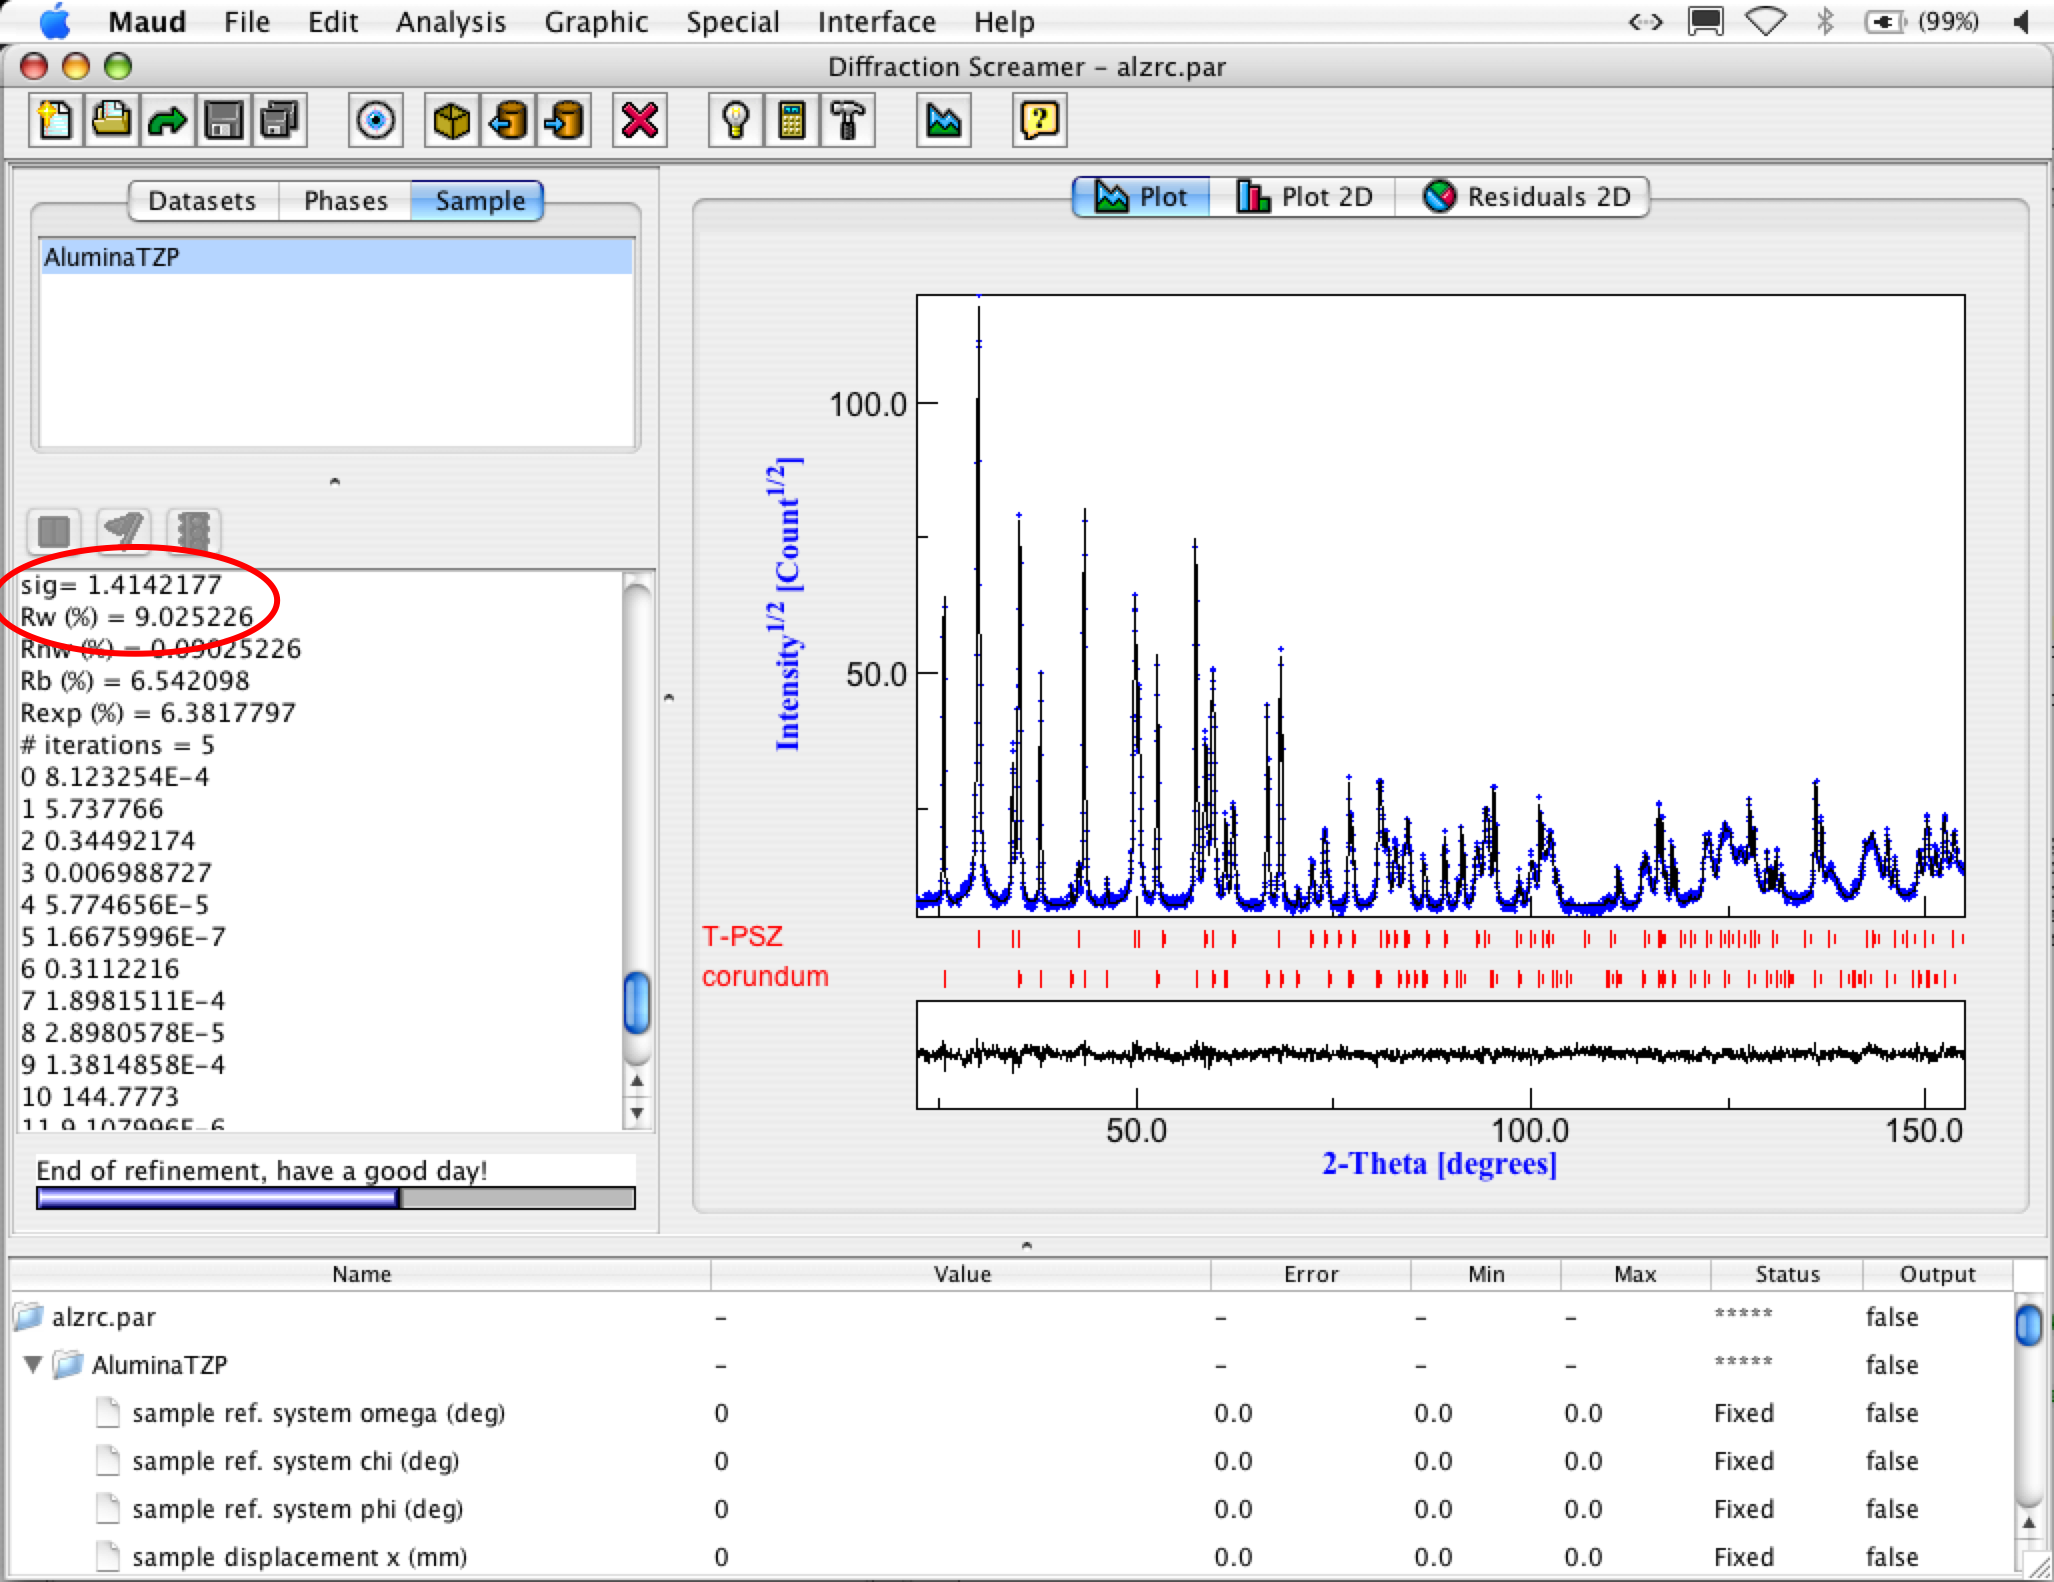 Maud File Edit Analysis Graphic Special Interface Help (99%)
Diffraction Screamer – alzrc.par
Datasets Phases Sample
AluminaTZP
sig= 1.4142177
Rw (%) = 9.025226
Rnw (%) = 0.09025226
Rb (%) = 6.542098
Rexp (%) = 6.3817797
# iterations = 5
0 8.123254E-4
1 5.737766
2 0.34492174
3 0.006988727
4 5.774656E-5
5 1.6675996E-7
6 0.3112216
7 1.8981511E-4
8 2.8980578E-5
9 1.3814858E-4
10 144.7773
11 9.107996E-6
End of refinement, have a good day!
Plot Plot 2D Residuals 2D
Intensity^1/2 [Count^1/2]
100.0
50.0
T-PSZ
corundum
50.0 100.0 150.0
2-Theta [degrees]
Name Value Error Min Max Status Output
alzrc.par – – – – ***** false
AluminaTZP – – – – ***** false
sample ref. system omega (deg) 0 0.0 0.0 0.0 Fixed false
sample ref. system chi (deg) 0 0.0 0.0 0.0 Fixed false
sample ref. system phi (deg) 0 0.0 0.0 0.0 Fixed false
sample displacement x (mm) 0 0.0 0.0 0.0 Fixed false